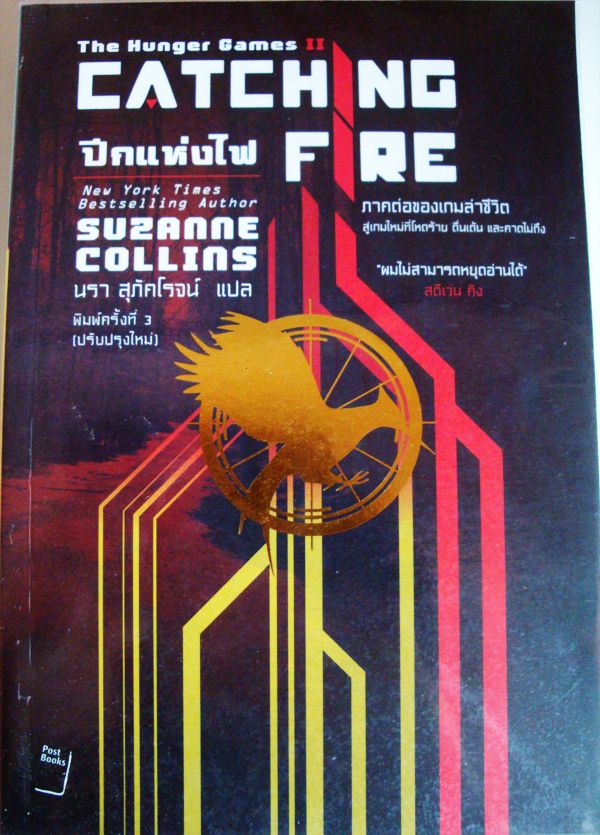 The Hunger Games II
CATCHING
FIRE
ปีกแห่งไฟ
New York Times
Bestselling Author
SUZANNE
COLLINS
นรา สุภัคโรจน์ แปล
พิมพ์ครั้งที่ 3
(ปรับปรุงใหม่)
ภาคต่อของเกมล่าชีวิต
สู่เกมใหม่ที่โหดร้าย ตื่นเต้น และคาดไม่ถึง
"ผมไม่สามารถหยุดอ่านได้"
สตีเว่น คิง
Post
Books